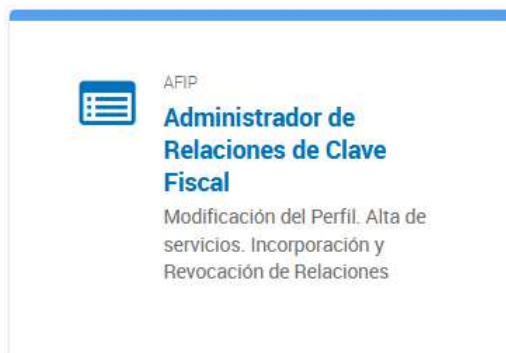 AFIP
Administrador de
Relaciones de Clave
Fiscal
Modificación del Perfil. Alta de
servicios. Incorporación y
Revocación de Relaciones